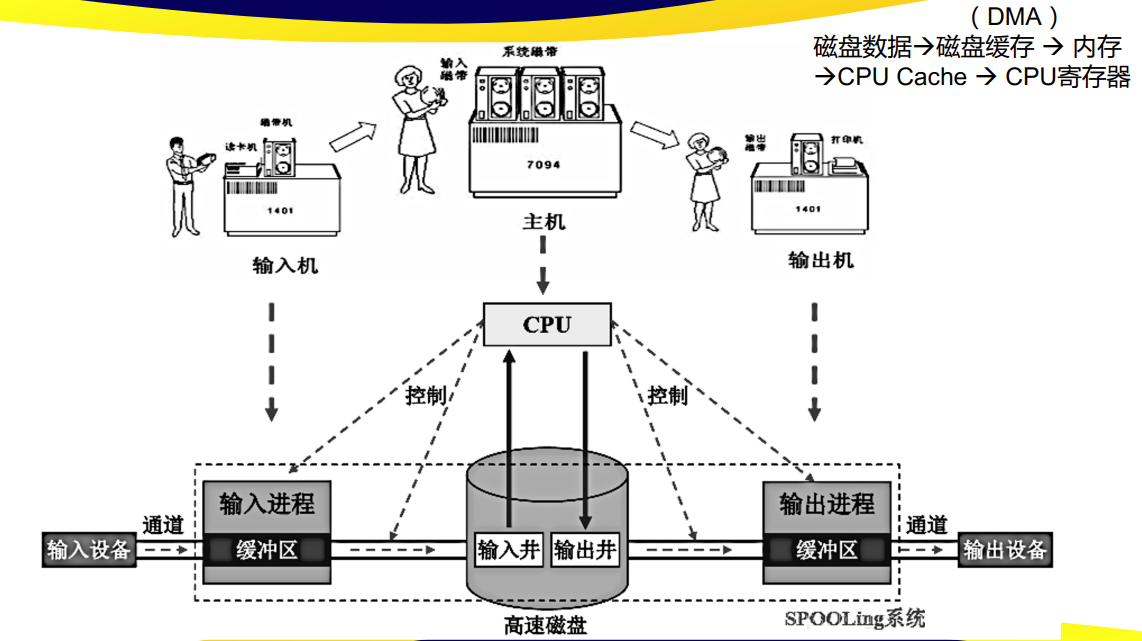 （DMA）
磁盘数据→磁盘缓存 → 内存
→CPU Cache → CPU寄存器
系统磁带
输入
磁带
磁带机
读卡机
1401
输入机
7094
主机
输出
磁带
打印机
1401
输出机
CPU
控制
控制
输入设备
通道
输入进程
缓冲区
输入井
输出井
高速磁盘
输出进程
缓冲区
通道
输出设备
SPOOLing系统